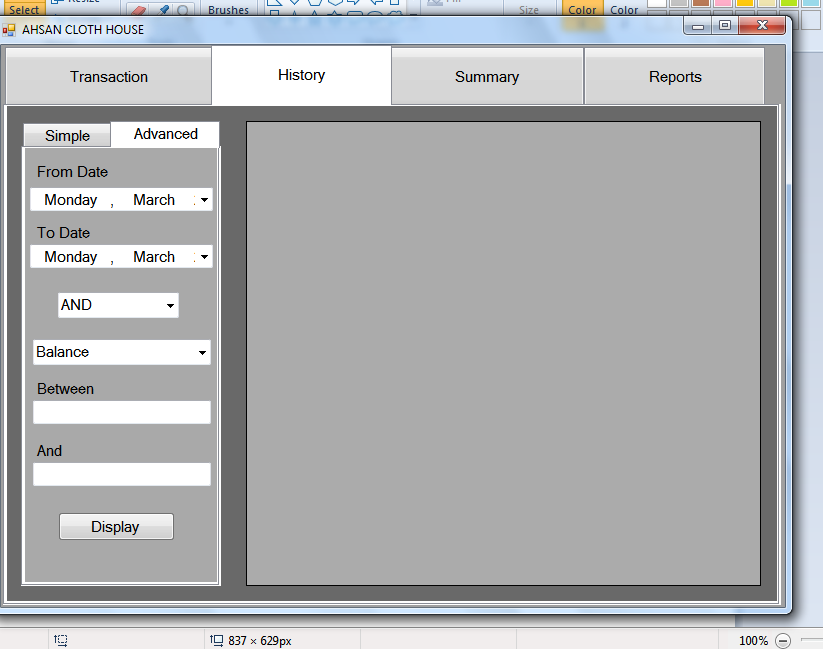 Resize
Select
Brushes
Fill
Size
Color
Color
AHSAN CLOTH HOUSE
Transaction
History
Summary
Reports
Simple
Advanced
From Date
Monday , March
To Date
Monday , March
AND
Balance
Between
And
Display
837 × 629px
100%